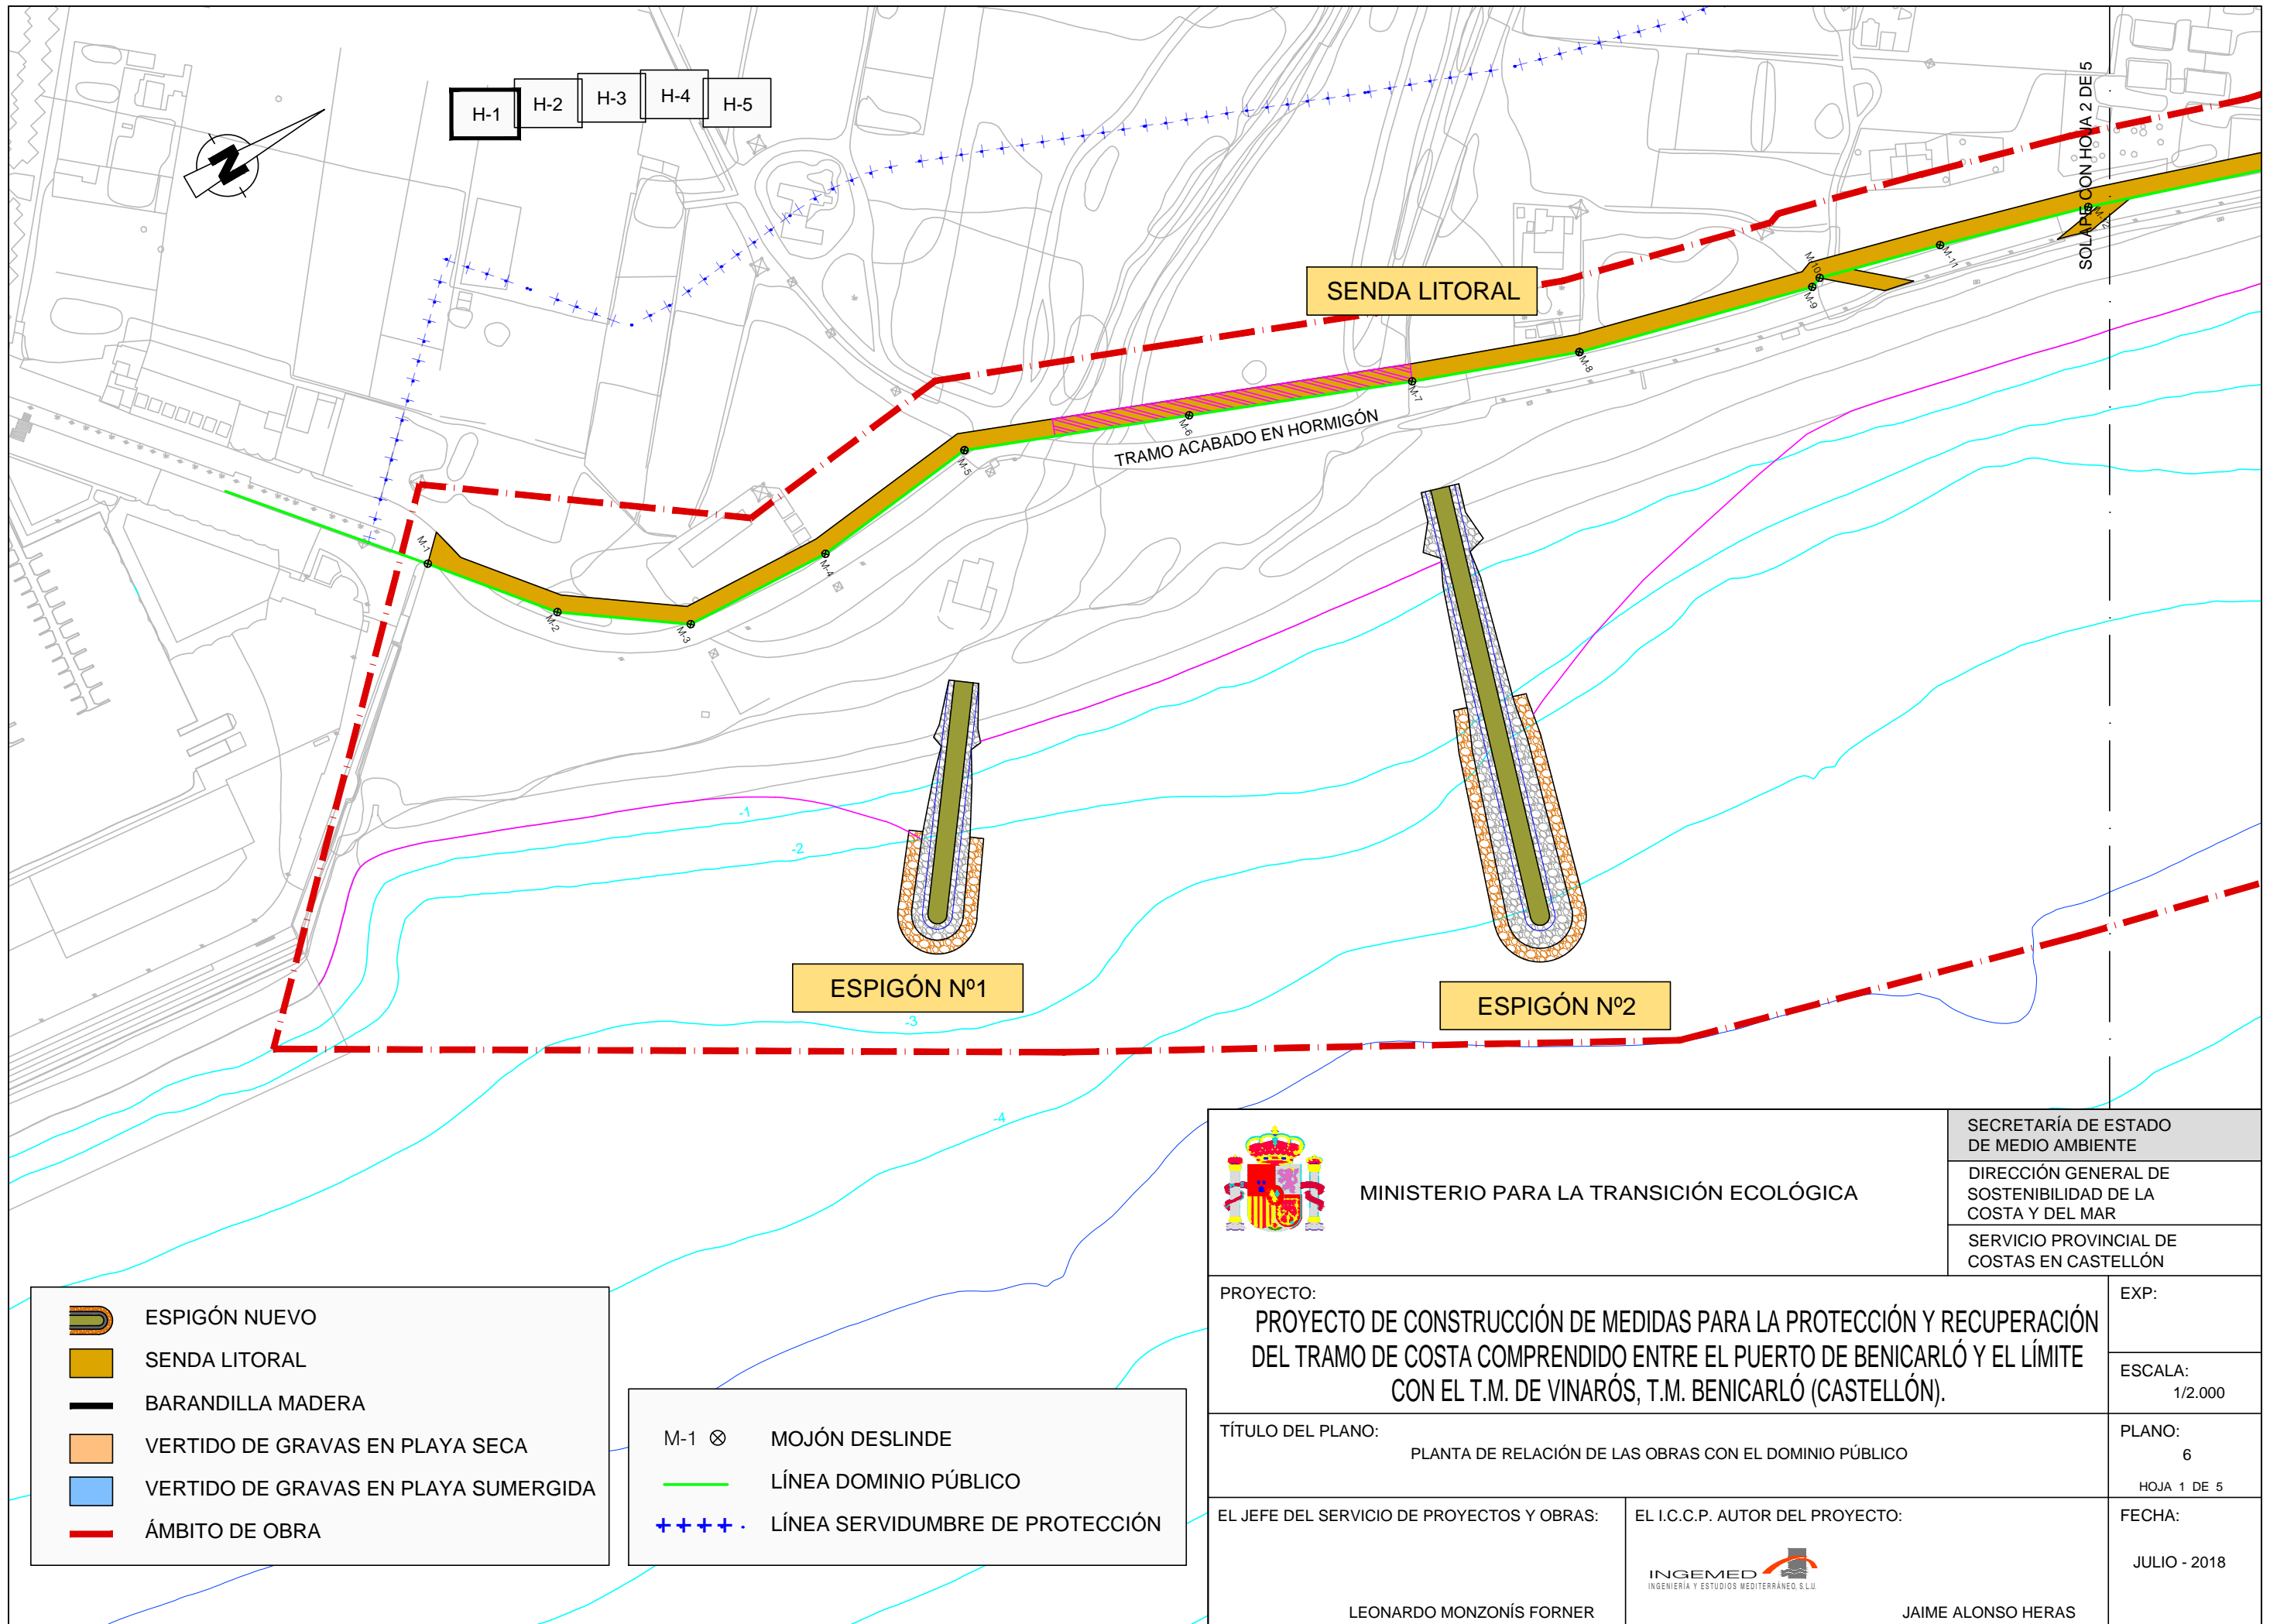 H-1
H-2
H-3
H-4
H-5
N
SOLAPE CON HOJA 2 DE 5
SENDA LITORAL
M-1
M-2
M-3
M-4
M-5
M-6
M-7
M-8
M-9
M-10
M-11
TRAMO ACABADO EN HORMIGÓN
-1
-2
-3
-4
ESPIGÓN Nº1
ESPIGÓN Nº2
ESPIGÓN NUEVO
SENDA LITORAL
BARANDILLA MADERA
VERTIDO DE GRAVAS EN PLAYA SECA
VERTIDO DE GRAVAS EN PLAYA SUMERGIDA
ÁMBITO DE OBRA
M-1 MOJÓN DESLINDE
LÍNEA DOMINIO PÚBLICO
LÍNEA SERVIDUMBRE DE PROTECCIÓN
MINISTERIO PARA LA TRANSICIÓN ECOLÓGICA
SECRETARÍA DE ESTADO
DE MEDIO AMBIENTE
DIRECCIÓN GENERAL DE
SOSTENIBILIDAD DE LA
COSTA Y DEL MAR
SERVICIO PROVINCIAL DE
COSTAS EN CASTELLÓN
PROYECTO:
PROYECTO DE CONSTRUCCIÓN DE MEDIDAS PARA LA PROTECCIÓN Y RECUPERACIÓN
DEL TRAMO DE COSTA COMPRENDIDO ENTRE EL PUERTO DE BENICARLÓ Y EL LÍMITE
CON EL T.M. DE VINARÓS, T.M. BENICARLÓ (CASTELLÓN).
EXP:
ESCALA:
1/2.000
TÍTULO DEL PLANO:
PLANTA DE RELACIÓN DE LAS OBRAS CON EL DOMINIO PÚBLICO
PLANO:
6
HOJA 1 DE 5
EL JEFE DEL SERVICIO DE PROYECTOS Y OBRAS:
LEONARDO MONZONÍS FORNER
EL I.C.C.P. AUTOR DEL PROYECTO:
INGEMED
INGENIERÍA Y ESTUDIOS MEDITERRÁNEO, S.L.U.
JAIME ALONSO HERAS
FECHA:
JULIO - 2018